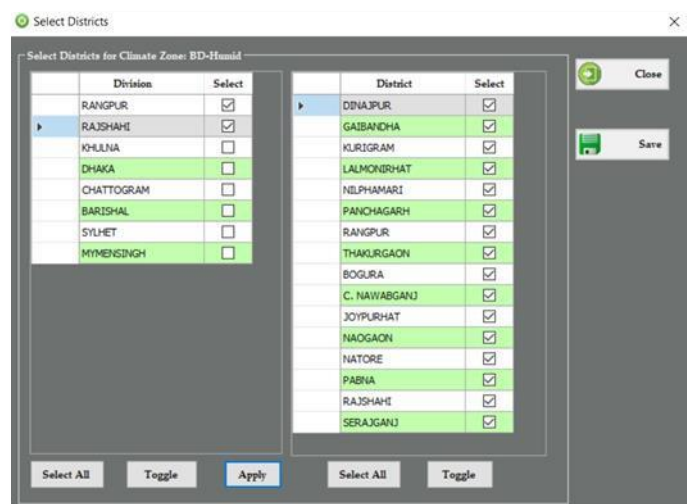 Select Districts
Select Districts for Climate Zone: BD-Humid
Division Select
RANGPUR
RAJSHAHI
KHULNA
DHAKA
CHATTOGRAM
BARISHAL
SYLHET
MYMENSINGH
District Select
DINAJPUR
GAIBANDHA
KURIGRAM
LALMONIRHAT
NILPHAMARI
PANCHAGARH
RANGPUR
THAKURGAON
BOGURA
C. NAWABGANJ
JOYPURHAT
NAOGAON
NATORE
PABNA
RAJSHAHI
SERAJGANJ
Close
Save
Select All Toggle Apply Select All Toggle